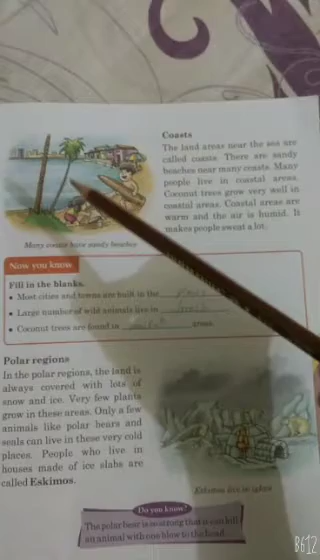 Coasts
The land areas near the sea are
called coasts. There are sandy
beaches near many coasts. Many
people live in coastal areas.
Coconut trees grow very well in
coastal areas. Coastal areas are
warm and the air is humid. It
makes people sweat a lot.
Many coasts have sandy beaches
Now you know
Fill in the blanks.
• Most cities and towns are built in the
• Large number of wild animals live in
• Coconut trees are found in areas.
Polar regions
In the polar regions, the land is
always covered with lots of
snow and ice. Very few plants
grow in these areas. Only a few
animals like polar bears and
seals can live in these very cold
places. People who live in
houses made of ice slabs are
called Eskimos.
Eskimos live in igloos
Do you know?
The polar bear is so strong that it can kill
an animal with one blow to the head.
B612